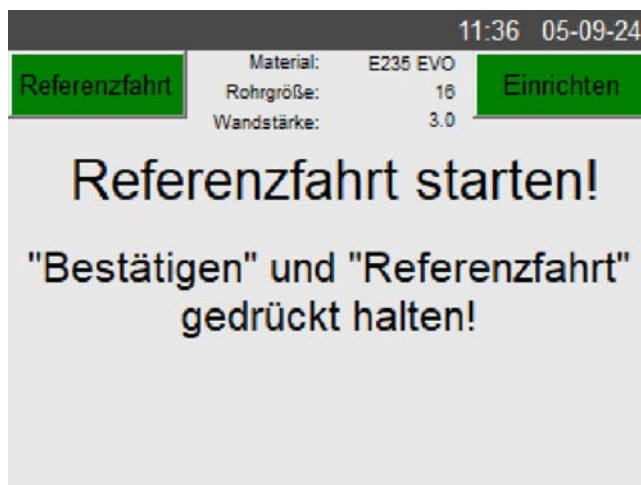 11:36 05-09-24
Referenzfahrt
Material: E235 EVO
Rohrgröße: 16
Wandstärke: 3.0
Einrichten
Referenzfahrt starten!
"Bestätigen" und "Referenzfahrt"
gedrückt halten!